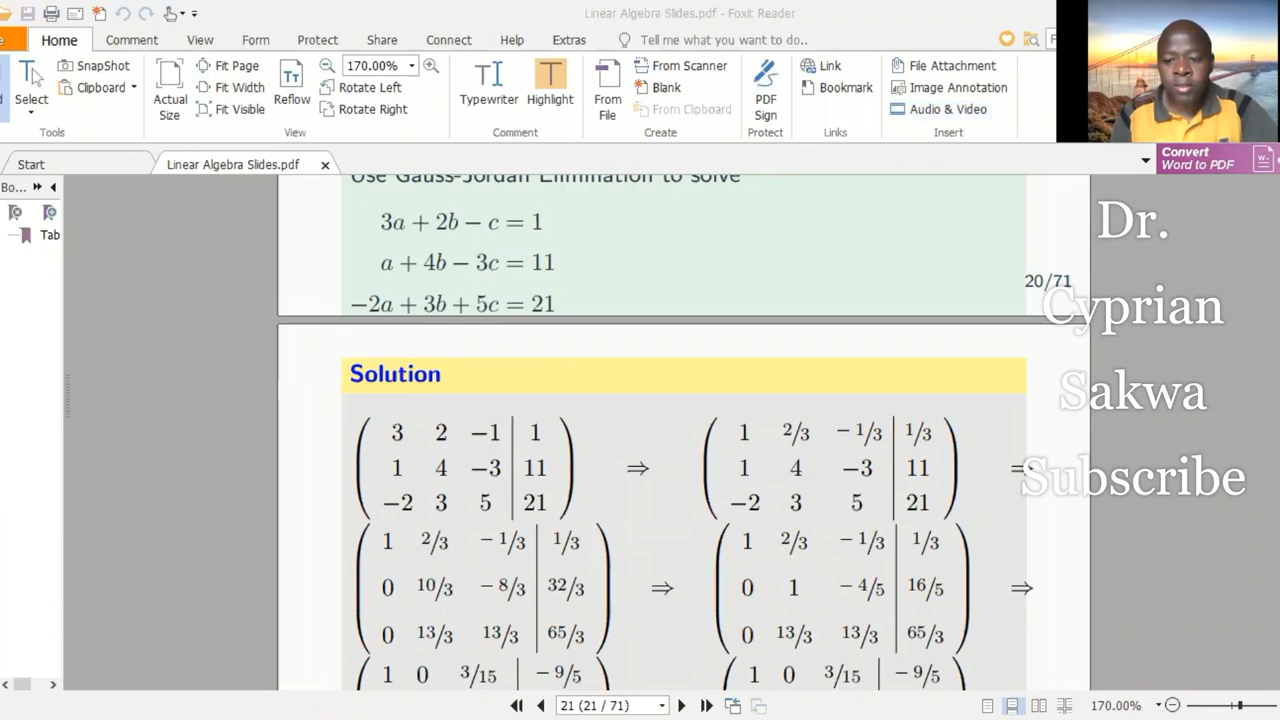 Linear Algebra Slides.pdf - Foxit Reader
Home Comment View Form Protect Share Connect Help Extras Tell me what you want to do..
Select
SnapShot
Clipboard
Tools
Actual Size
Fit Page
Fit Width
Fit Visible
Reflow
170.00%
Rotate Left
Rotate Right
View
Typewriter
Highlight
Comment
From File
From Scanner
Blank
From Clipboard
Create
PDF Sign
Protect
Link
Bookmark
Links
File Attachment
Image Annotation
Audio & Video
Insert
Start
Linear Algebra Slides.pdf
Convert
Word to PDF
Bo...
Tab
Use Gauss-Jordan Elimination to solve
3a + 2b − c = 1
a + 4b − 3c = 11
−2a + 3b + 5c = 21
20/71
Dr.
Cyprian
Sakwa
Subscribe
Solution
3 2 −1 | 1 ⇒ 1 2/3 −1/3 | 1/3 ⇒
1 4 −3 | 11 1 4 −3 | 11
−2 3 5 | 21 −2 3 5 | 21
1 2/3 −1/3 | 1/3 ⇒ 1 2/3 −1/3 | 1/3 ⇒
0 10/3 −8/3 | 32/3 0 1 −4/5 | 16/5
0 13/3 13/3 | 65/3 0 13/3 13/3 | 65/3
1 0 3/15 | −9/5 1 0 3/15 | −9/5
21 (21 / 71)
170.00%